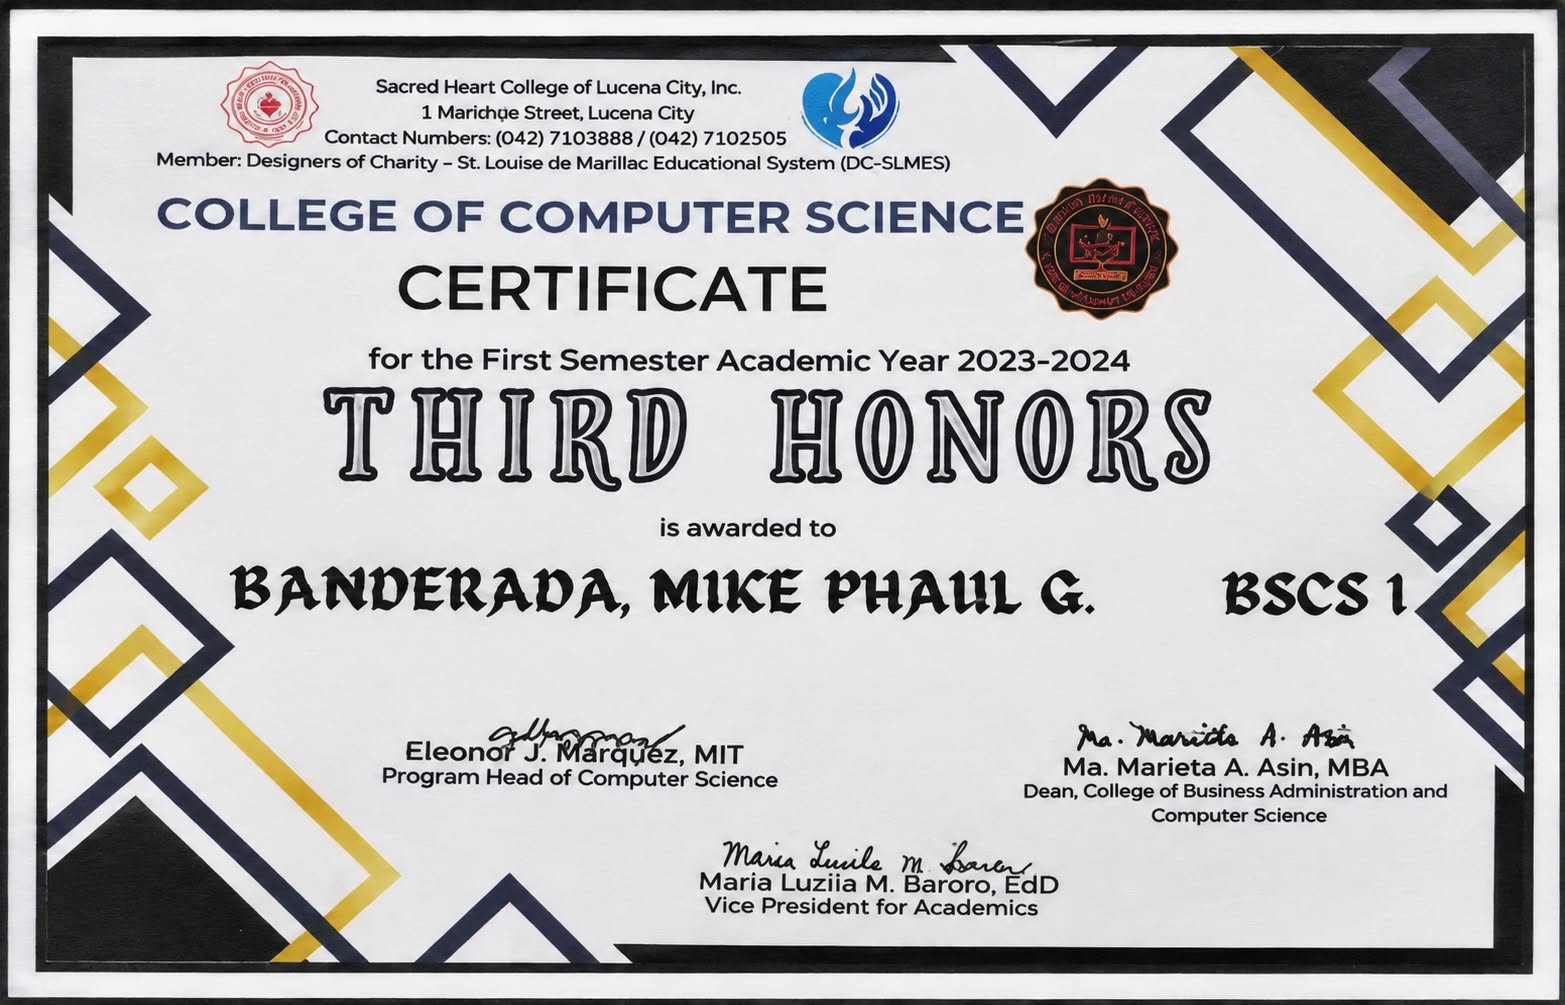 Sacred Heart College of Lucena City, Inc.
1 Marichųe Street, Lucena City
Contact Numbers: (042) 7103888 / (042) 7102505
Member: Designers of Charity – St. Louise de Marillac Educational System (DC-SLMES)
COLLEGE OF COMPUTER SCIENCE
CERTIFICATE
for the First Semester Academic Year 2023-2024
THIRD HONORS
is awarded to
BANDERADA, MIKE PHAUL G. BSCS 1
Eleonor J. Marquez, MIT
Program Head of Computer Science
Ma. Marieta A. Asin
Ma. Marieta A. Asin, MBA
Dean, College of Business Administration and
Computer Science
Maria Lucila M. Baroro
Maria Luziia M. Baroro, EdD
Vice President for Academics